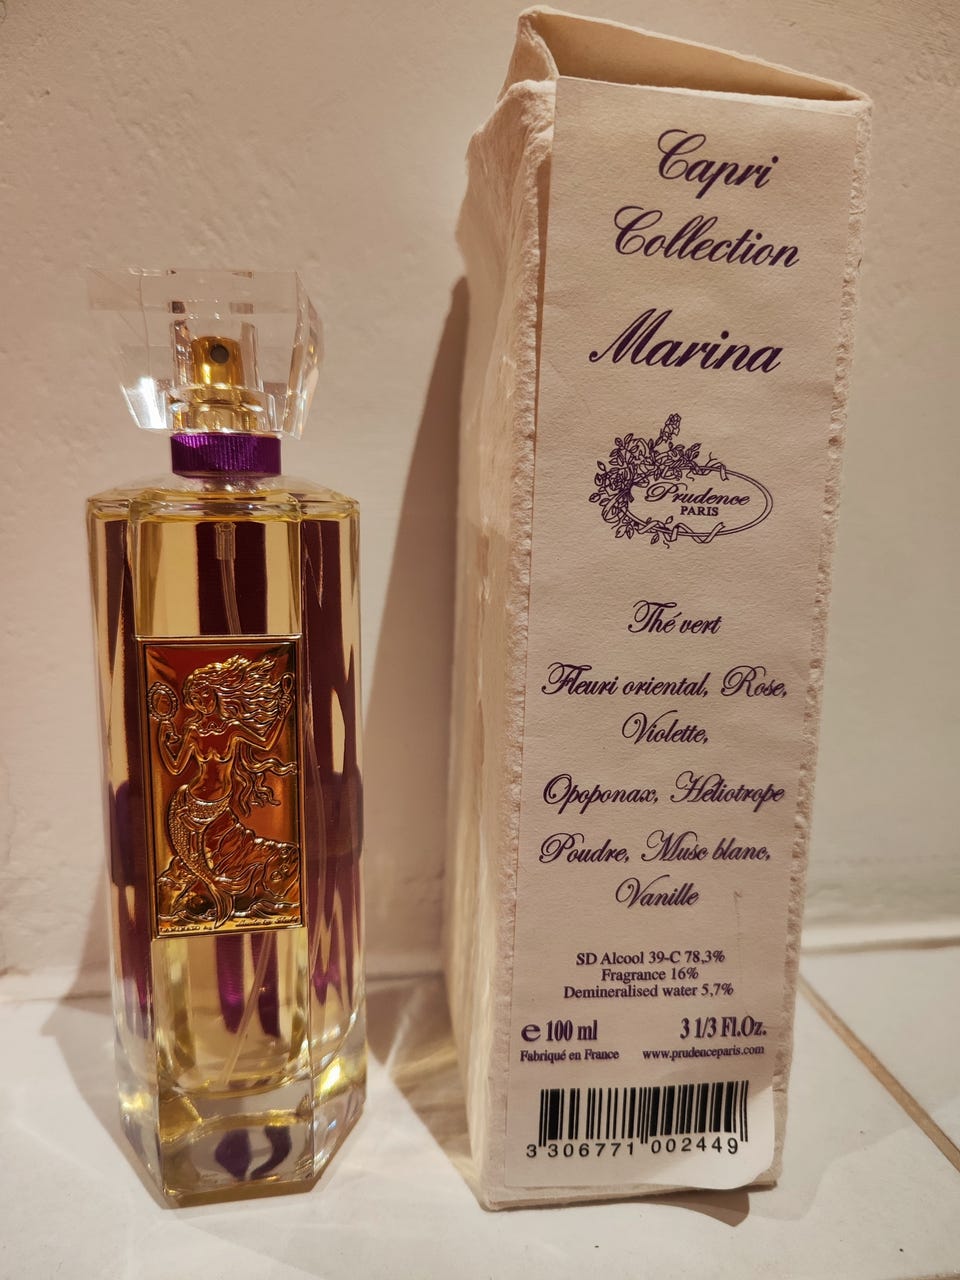 Capri
Collection
Marina
Prudence
PARIS
Thé vert
Fleuri oriental, Rose,
Violette,
Opoponax, Héliotrope
Poudre, Musc blanc,
Vanille
SD Alcool 39-C 78,3%
Fragrance 16%
Demineralised water 5,7%
e 100 ml 3 1/3 Fl.Oz.
Fabriqué en France www.prudenceparis.com
3 306771 002449